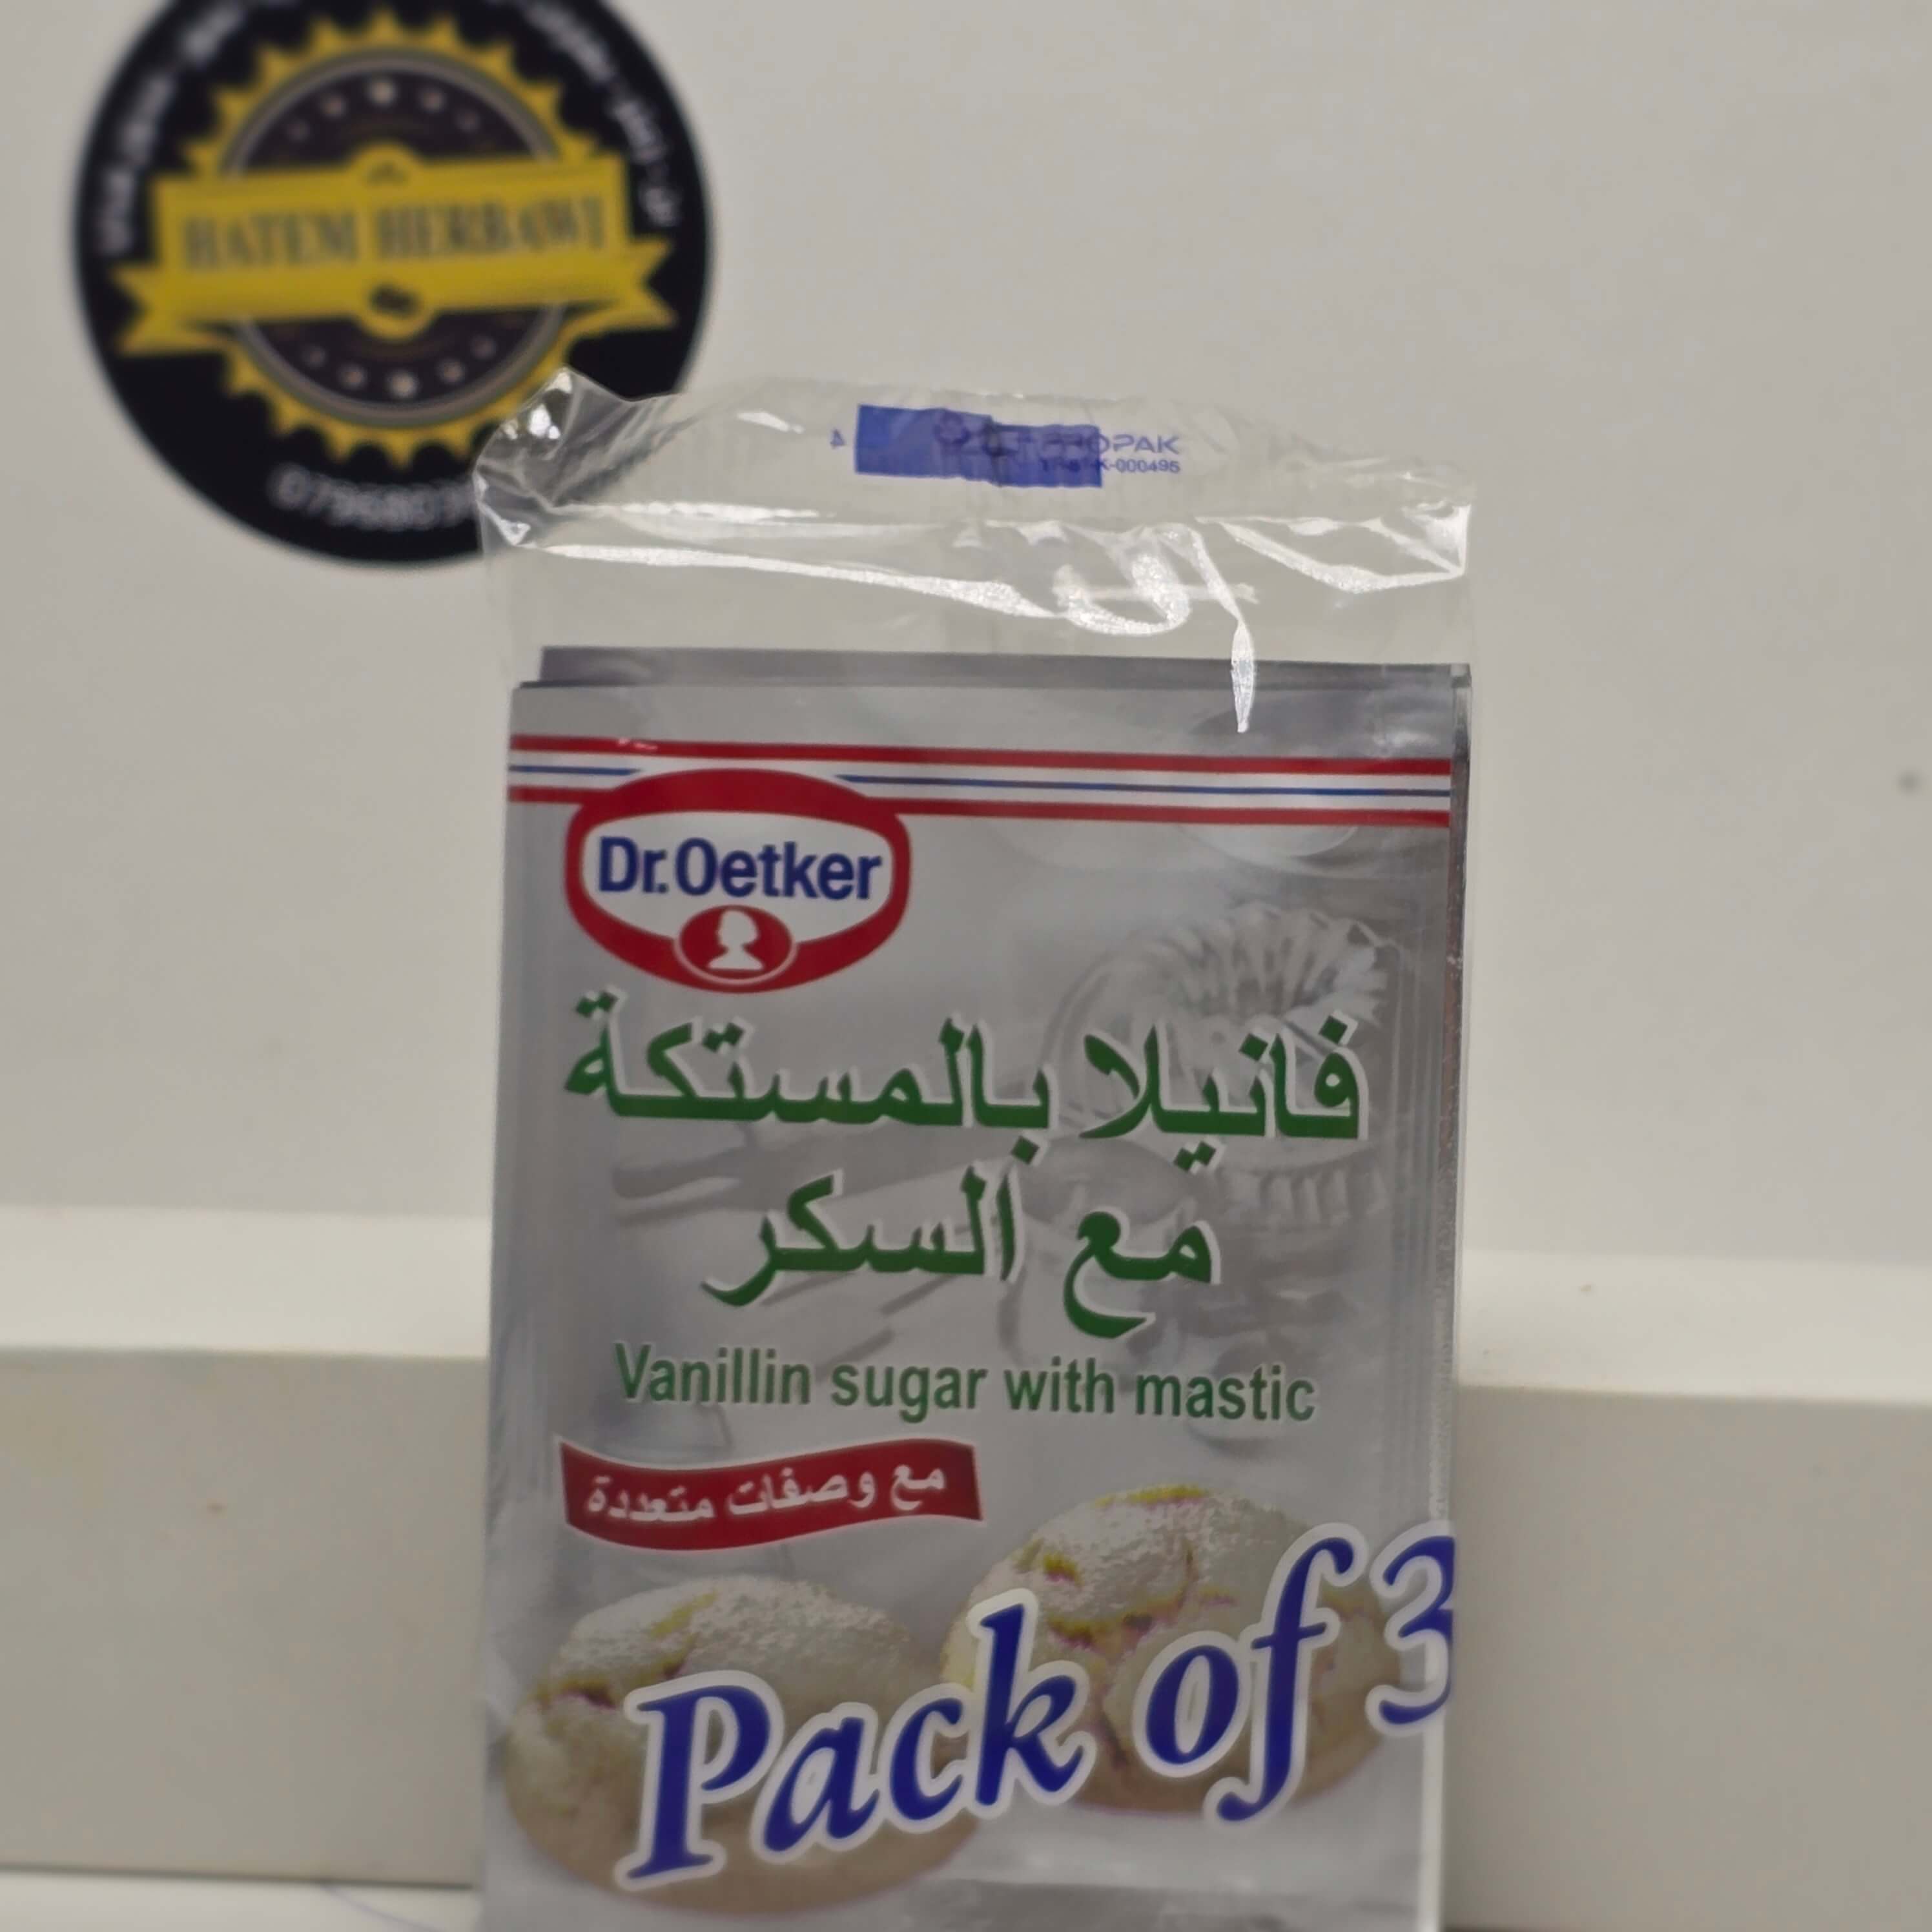 HATEM HERBAWI
Dr.Oetker
فانيلا بالمستكة
مع السكر
Vanillin sugar with mastic
مع وصفات متعددة
Pack of 3